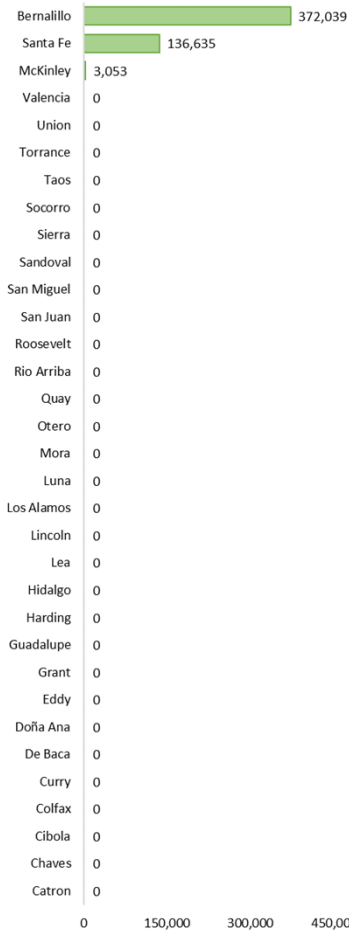 Bernalillo 372,039
Santa Fe 136,635
McKinley 3,053
Valencia 0
Union 0
Torrance 0
Taos 0
Socorro 0
Sierra 0
Sandoval 0
San Miguel 0
San Juan 0
Roosevelt 0
Rio Arriba 0
Quay 0
Otero 0
Mora 0
Luna 0
Los Alamos 0
Lincoln 0
Lea 0
Hidalgo 0
Harding 0
Guadalupe 0
Grant 0
Eddy 0
Doña Ana 0
De Baca 0
Curry 0
Colfax 0
Cibola 0
Chaves 0
Catron 0
0 150,000 300,000 450,0